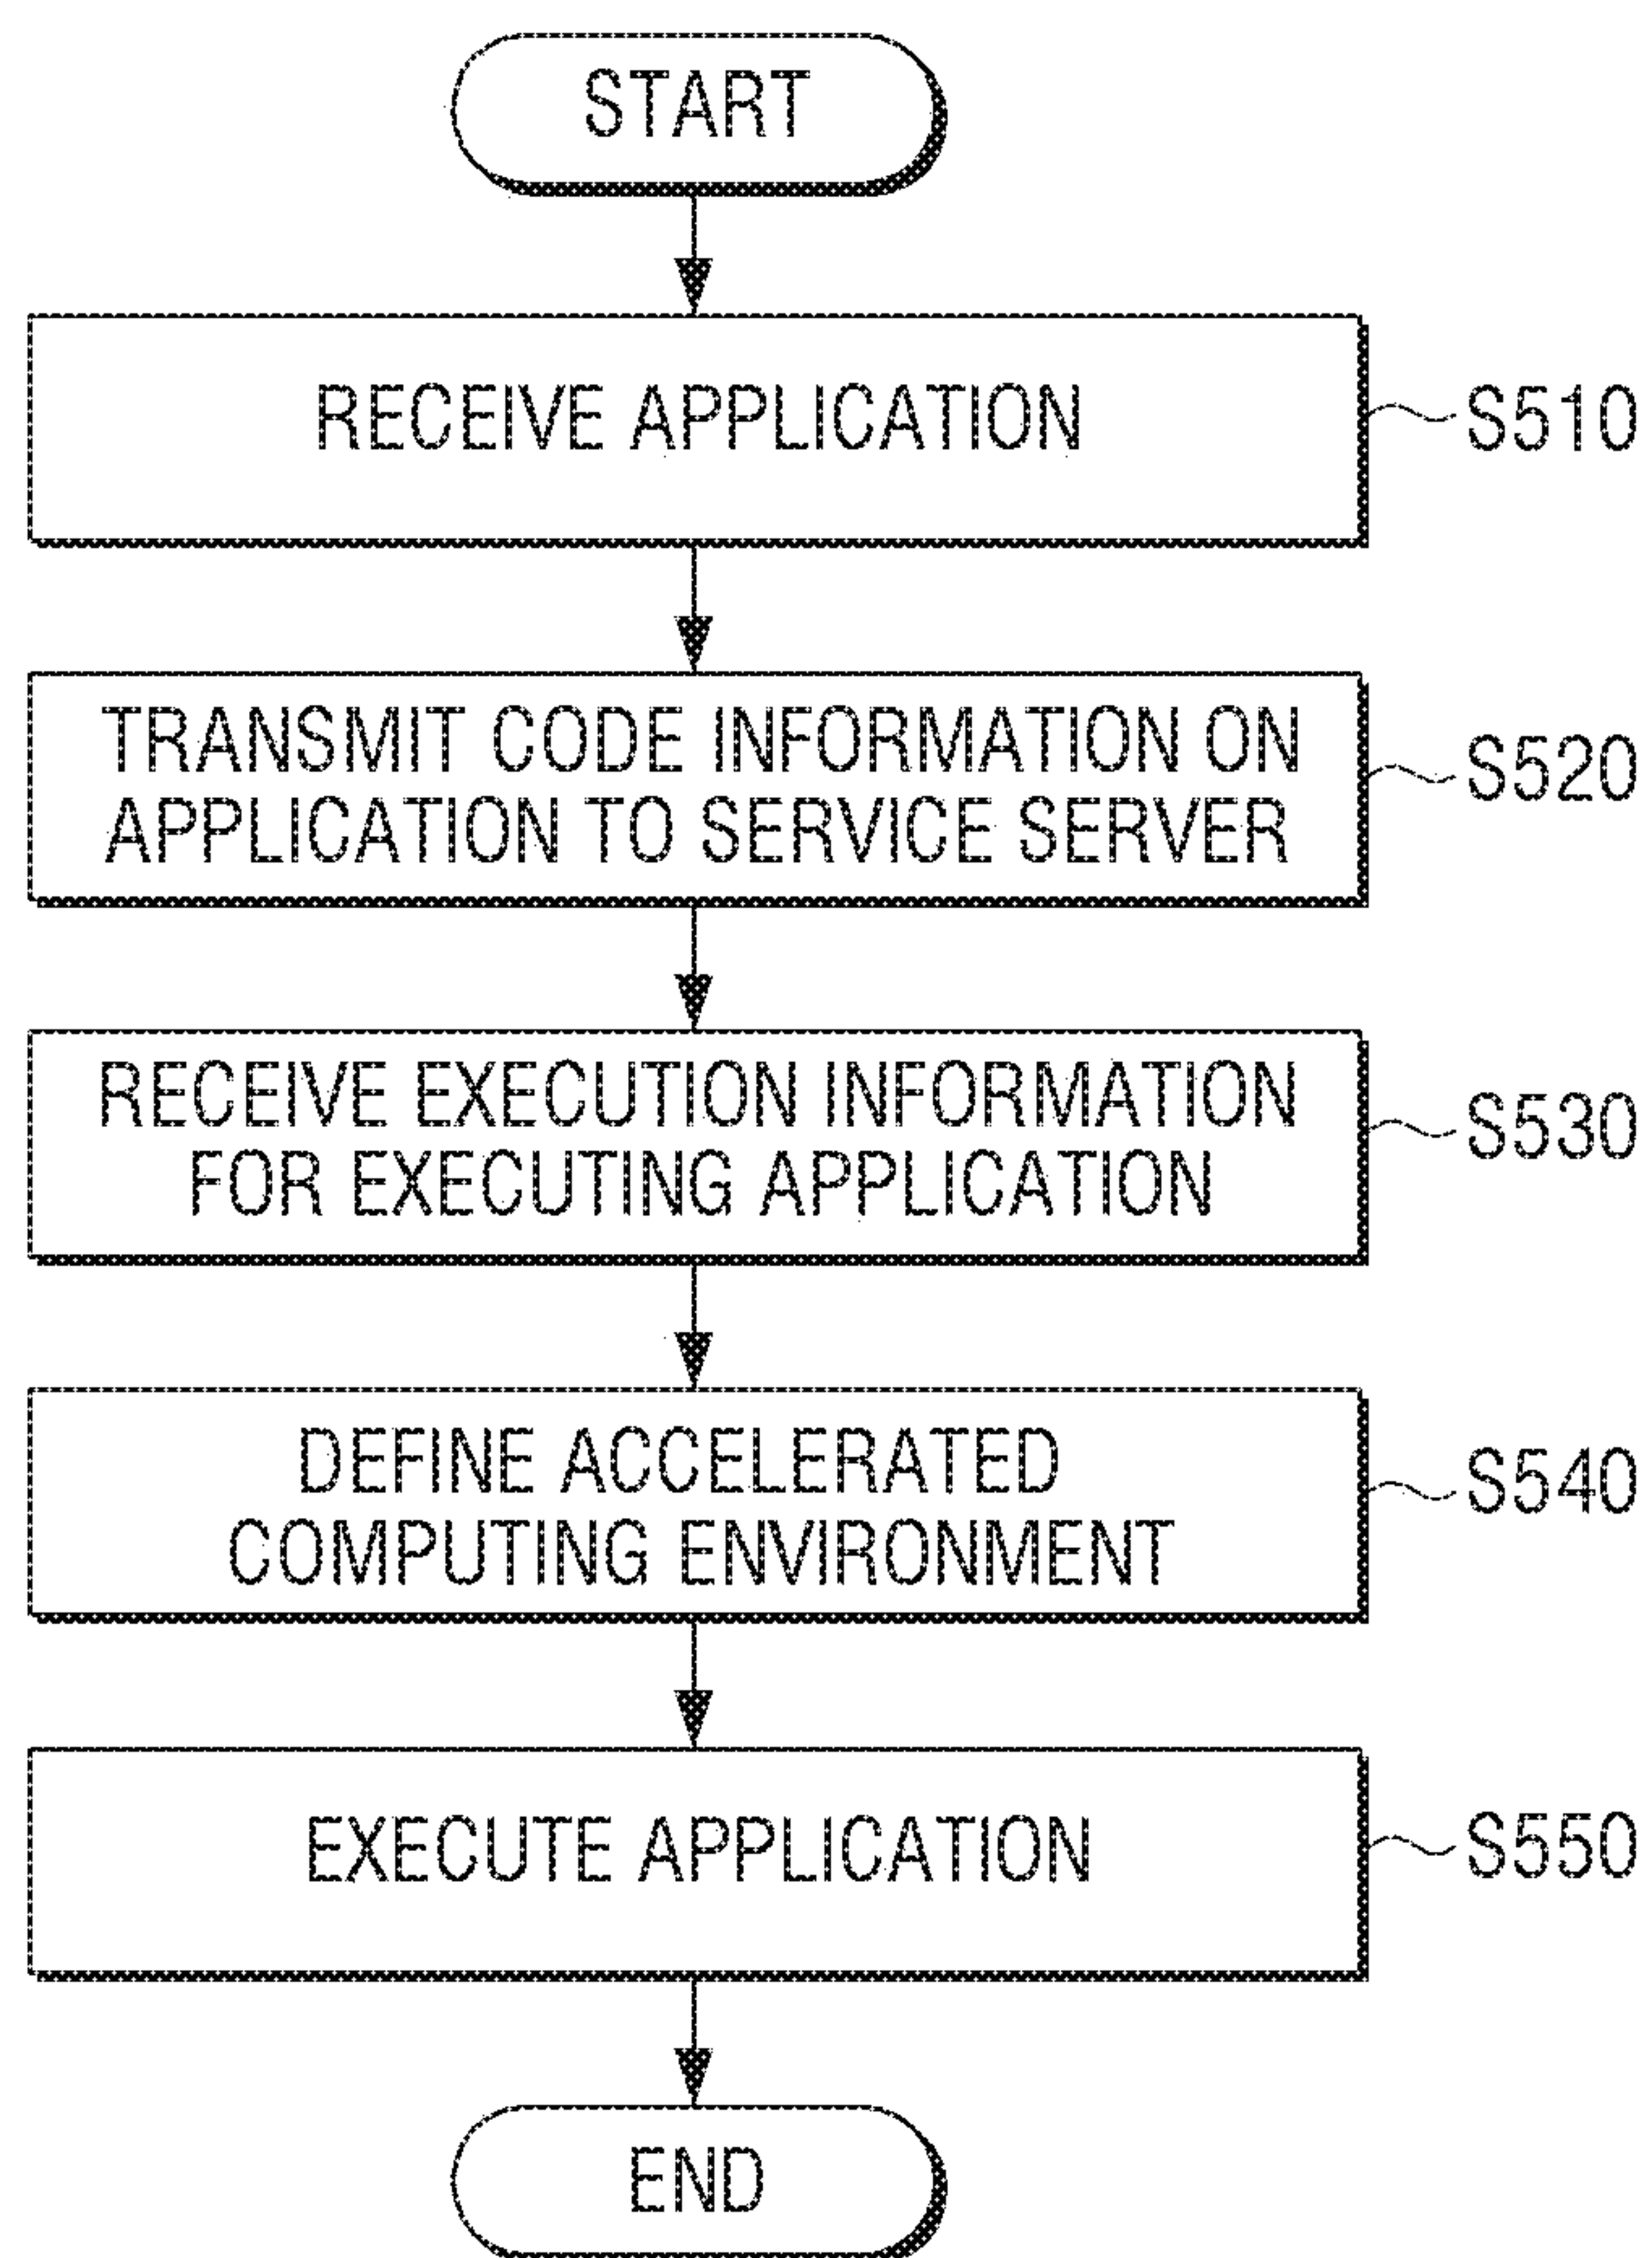 START
RECEIVE APPLICATION
S510
TRANSMIT CODE INFORMATION ON
APPLICATION TO SERVICE SERVER
S520
RECEIVE EXECUTION INFORMATION
FOR EXECUTING APPLICATION
S530
DEFINE ACCELERATED
COMPUTING ENVIRONMENT
S540
EXECUTE APPLICATION
S550
END